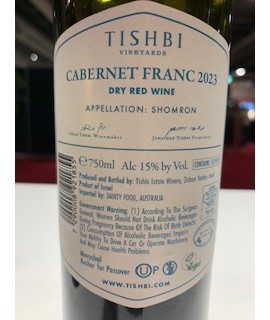 TISHBI
VINEYARDS
CABERNET FRANC 2023
DRY RED WINE
APPELLATION: SHOMRON
Winemaker Jonathan Tishbi Proprietor
℮750ml Alc 15% by Vol.
Produced and Bottled by: Tishbi Estate Winery, Zichron
Product of Israel
Imported by: DAINTY FOOD, AUSTRALIA
Government Warning: (1) According To The Surgeon
General, Women Should Not Drink Alcoholic Beverages
During Pregnancy Because Of The Risk Of Birth Defects.
(2) Consumption Of Alcoholic Beverages Impairs
Your Ability To Drive A Car Or Operate Machinery
And May Cause Health Problems
Mevushal
Kosher for Passover U P Vegan
WWW.TISHBI.COM